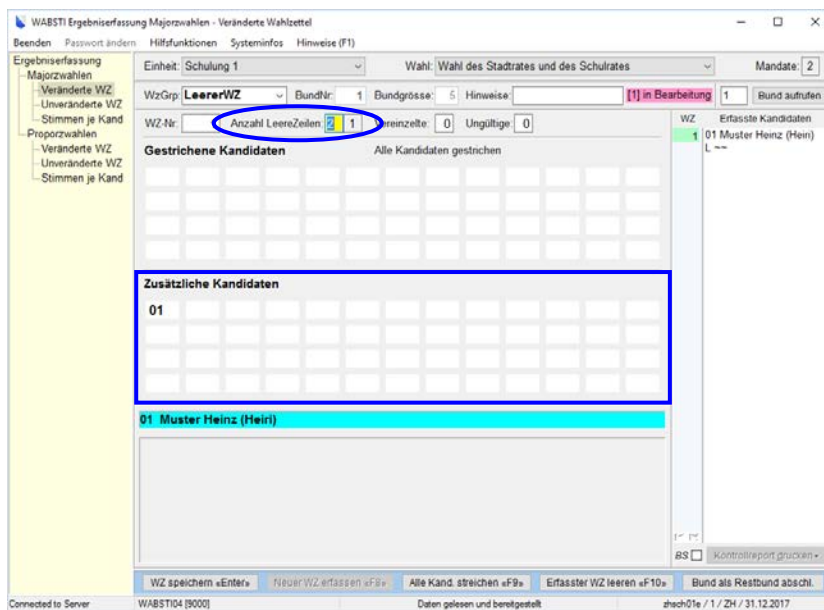 WABSTI Ergebniserfassung Majorzwahlen - Veränderte Wahlzettel
Beenden Passwort ändern Hilfsfunktionen Systeminfos Hinweise (F1)
Ergebniserfassung
Majorzwahlen
Veränderte WZ
Unveränderte WZ
Stimmen je Kand
Proporzwahlen
Veränderte WZ
Unveränderte WZ
Stimmen je Kand
Einheit: Schulung 1 Wahl: Wahl des Stadtrates und des Schulrates Mandate: 2
WzGrp: LeererWZ BundNr: 1 Bundgrösse: 5 Hinweise: [1] in Bearbeitung 1 Bund aufrufen
WZ-Nr: Anzahl LeereZeilen: 2 1 Vereinzelte: 0 Ungültige: 0
WZ Erfasste Kandidaten
1 01 Muster Heinz (Heiri)
L ~~
Gestrichene Kandidaten Alle Kandidaten gestrichen
Zusätzliche Kandidaten
01
01 Muster Heinz (Heiri)
BS Kontrollreport drucken
WZ speichern «Enter» Neuer WZ erfassen «F8» Alle Kand. streichen «F9» Erfasster WZ leeren «F10» Bund als Restbund abschl.
Connected to Server WABSTI04 [9000] Daten gelesen und bereitgestellt zhsch01e / 1 / ZH / 31.12.2017